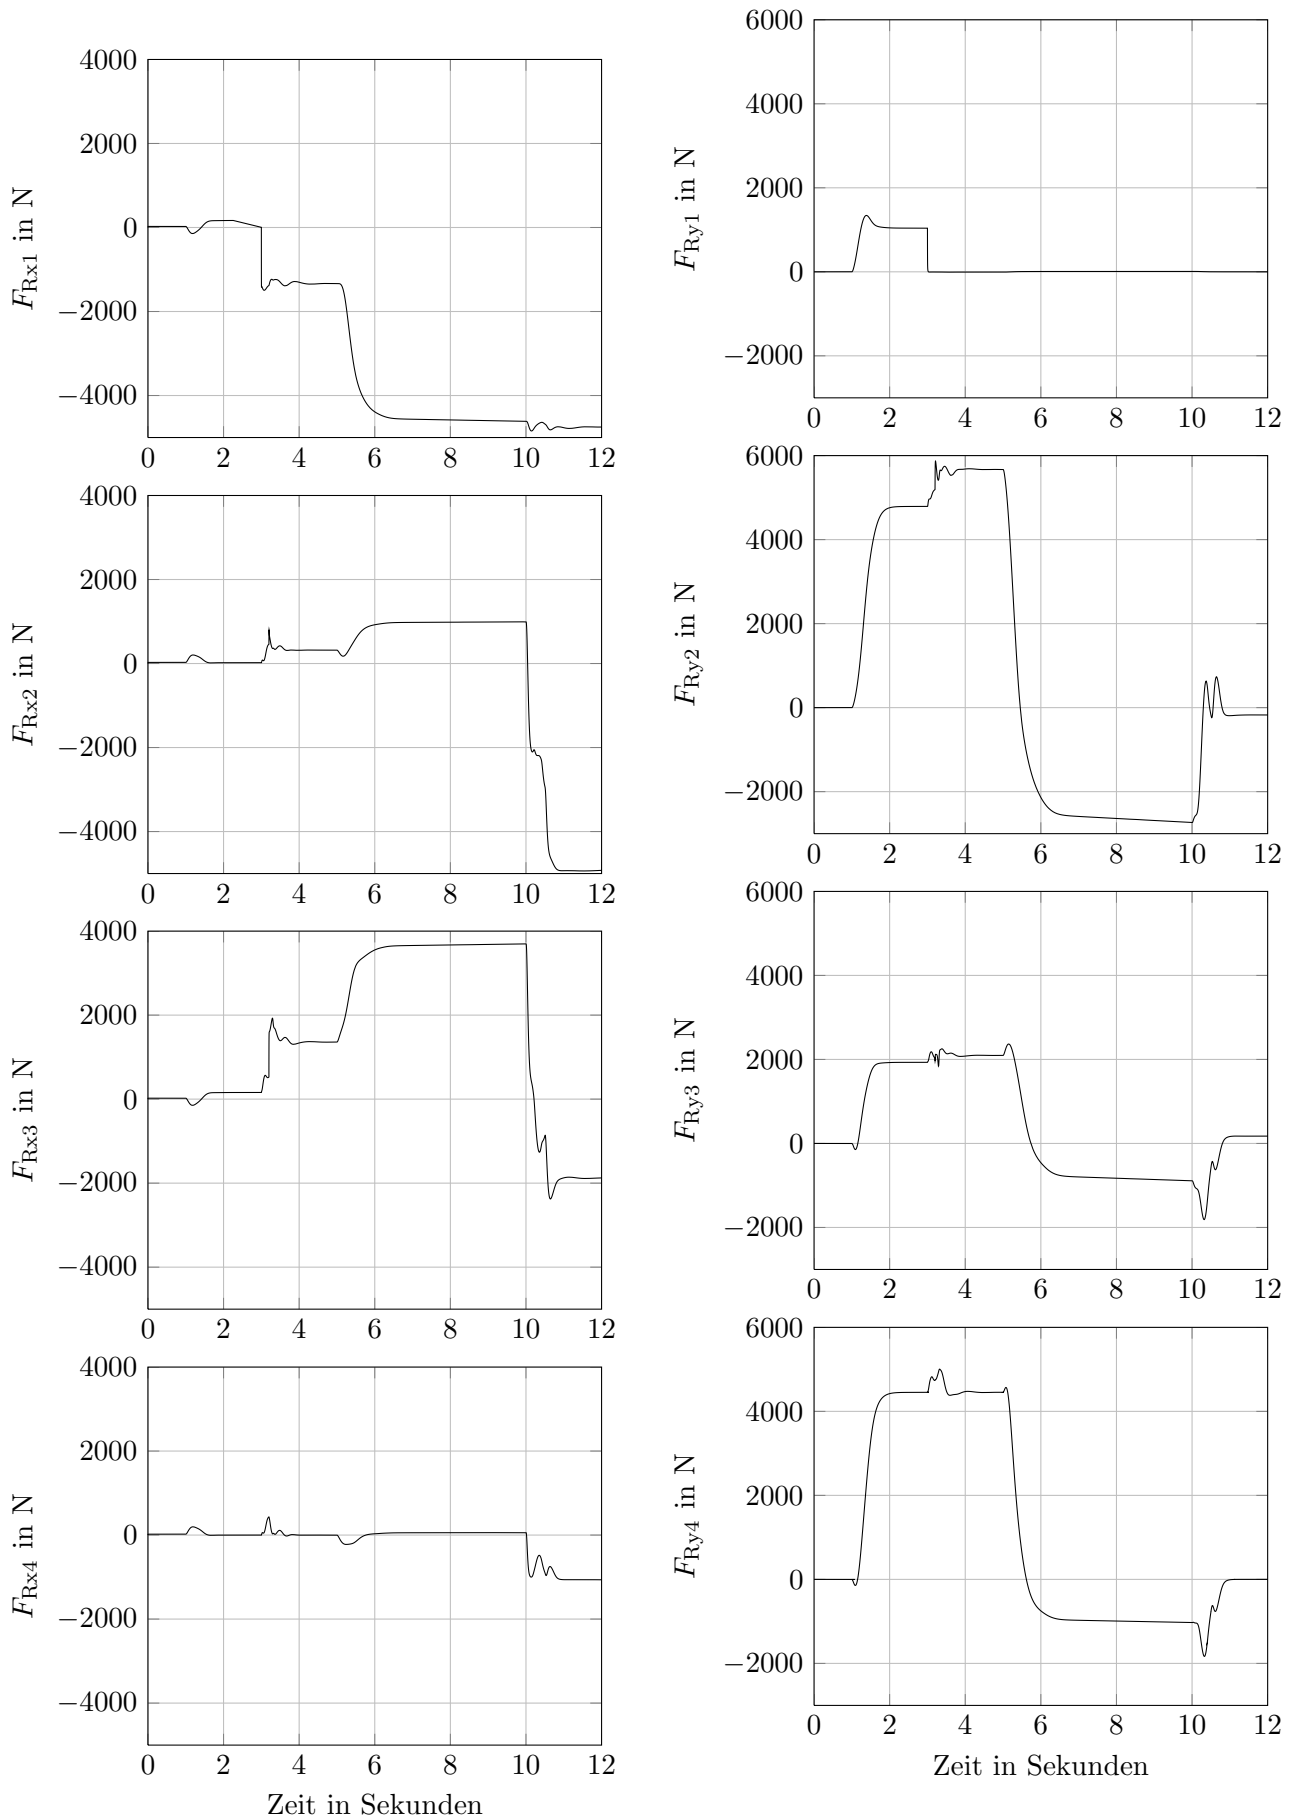 4000
2000
0
−2000
−4000
F_Rx1 in N
0 2 4 6 8 10 12
4000
2000
0
−2000
−4000
F_Rx2 in N
0 2 4 6 8 10 12
4000
2000
0
−2000
−4000
F_Rx3 in N
0 2 4 6 8 10 12
4000
2000
0
−2000
−4000
F_Rx4 in N
0 2 4 6 8 10 12
Zeit in Sekunden
6000
4000
2000
0
−2000
F_Ry1 in N
0 2 4 6 8 10 12
6000
4000
2000
0
−2000
F_Ry2 in N
0 2 4 6 8 10 12
6000
4000
2000
0
−2000
F_Ry3 in N
0 2 4 6 8 10 12
6000
4000
2000
0
−2000
F_Ry4 in N
0 2 4 6 8 10 12
Zeit in Sekunden